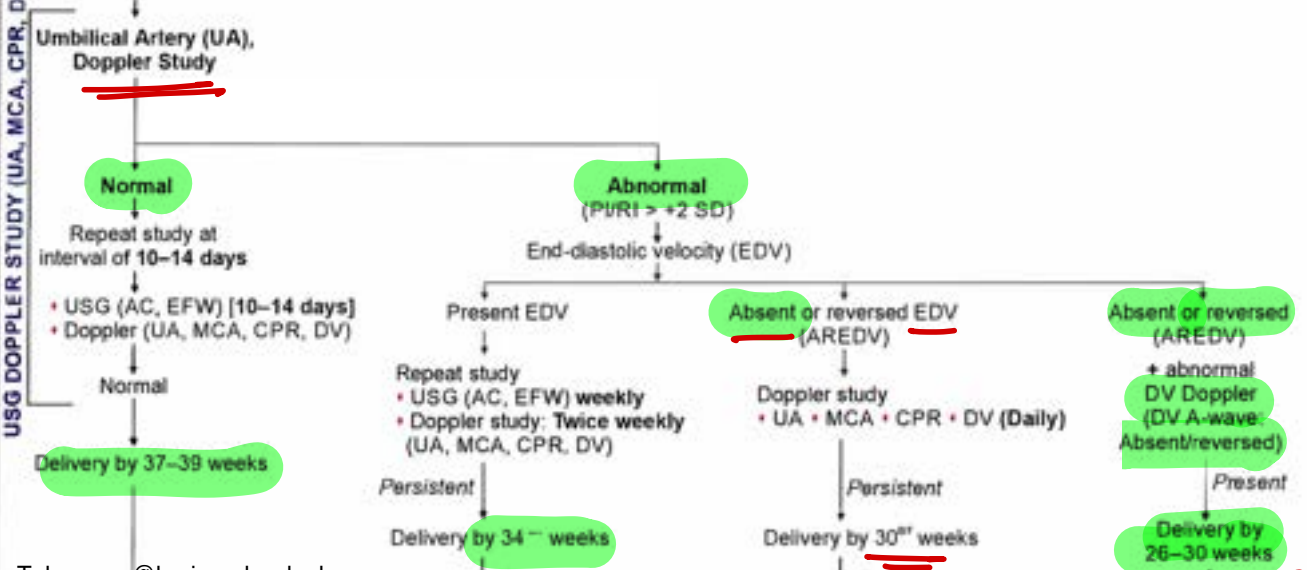 USG DOPPLER STUDY (UA, MCA, CPR,
Umbilical Artery (UA),
Doppler Study
Normal
Repeat study at
interval of 10–14 days
• USG (AC, EFW) [10–14 days]
• Doppler (UA, MCA, CPR, DV)
Normal
Delivery by 37–39 weeks
Abnormal
(PI/RI > +2 SD)
End-diastolic velocity (EDV)
Present EDV
Repeat study
• USG (AC, EFW) weekly
• Doppler study: Twice weekly
(UA, MCA, CPR, DV)
Persistent
Delivery by 34 weeks
Absent or reversed EDV
(AREDV)
Doppler study
• UA • MCA • CPR • DV (Daily)
Persistent
Delivery by 30 weeks
Absent or reversed
(AREDV)
+ abnormal
DV Doppler
(DV A-wave:
Absent/reversed)
Present
Delivery by
26–30 weeks